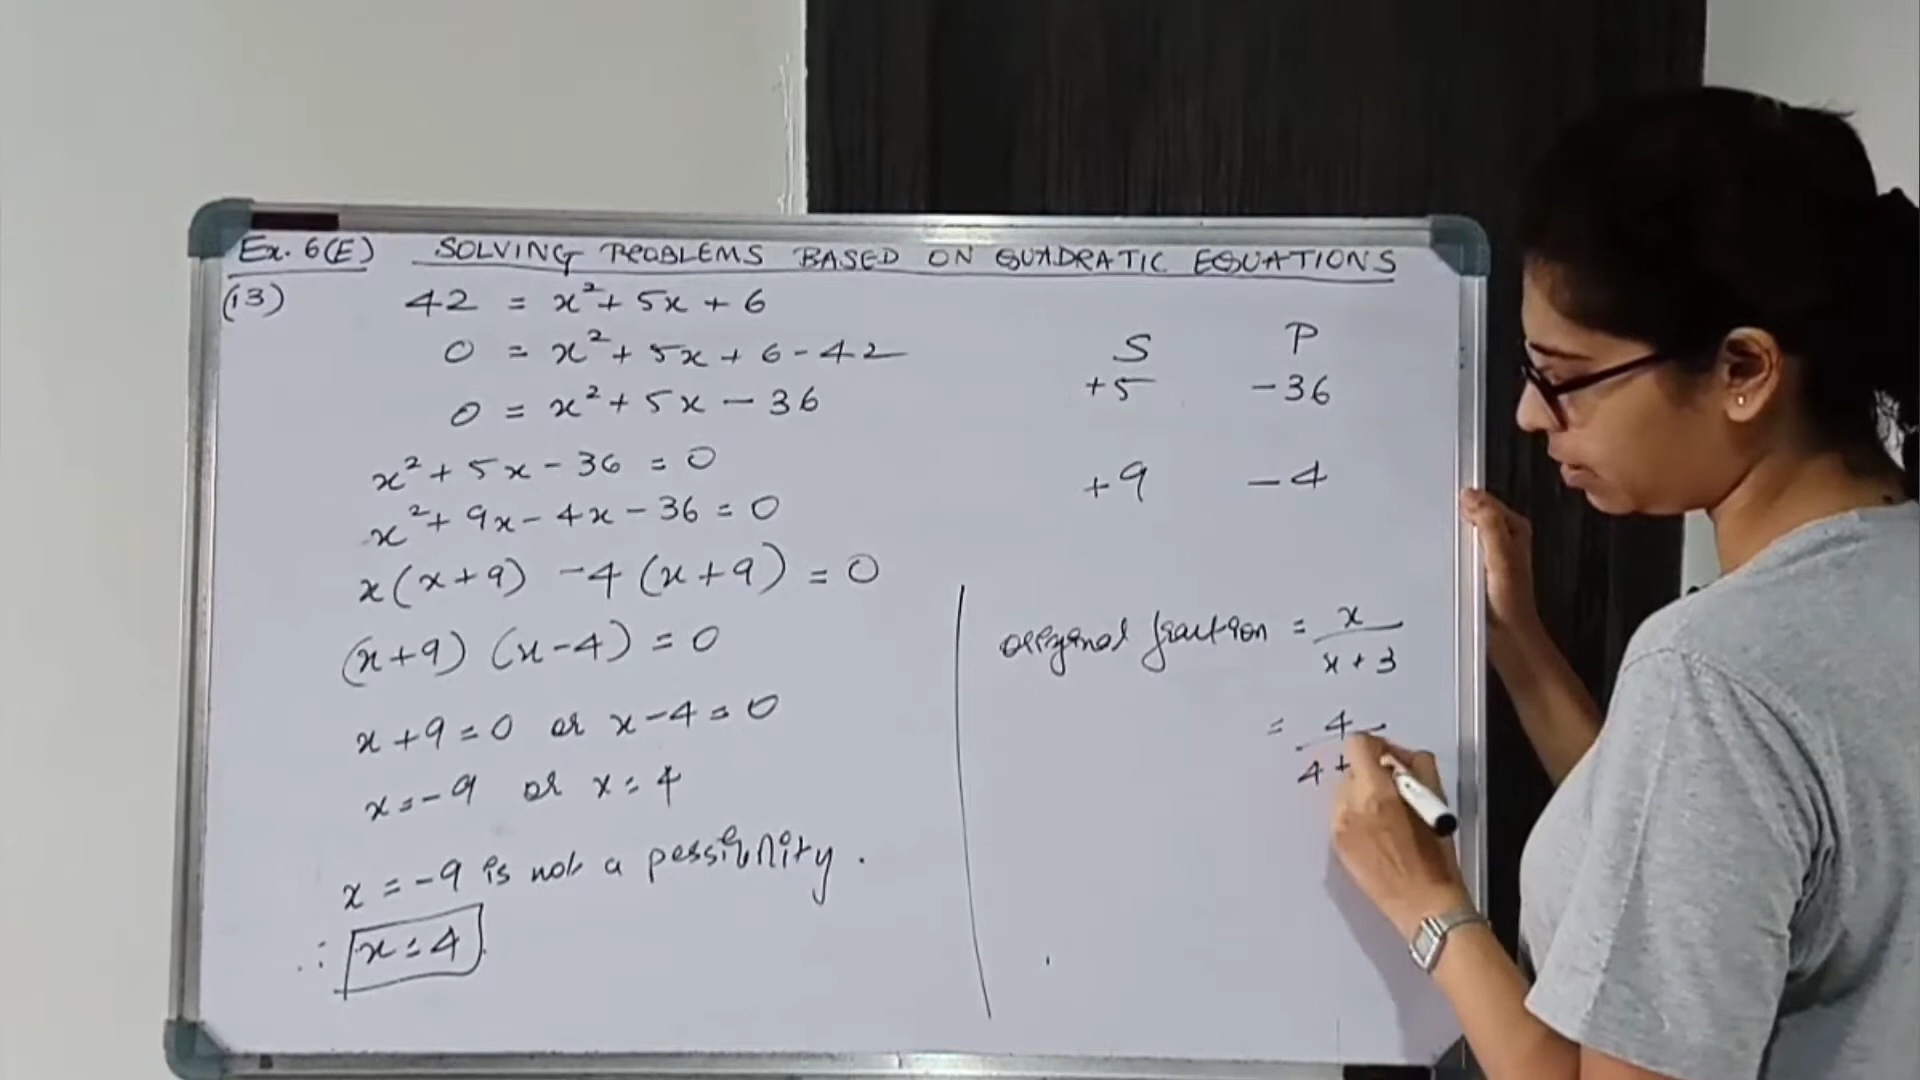 Ex. 6(E) SOLVING PROBLEMS BASED ON QUADRATIC EQUATIONS
(13) 42 = x² + 5x + 6
0 = x² + 5x + 6 - 42
0 = x² + 5x - 36
x² + 5x - 36 = 0
x² + 9x - 4x - 36 = 0
x(x+9) - 4(x+9) = 0
(x+9) (x-4) = 0
x+9=0 or x-4=0
x=-9 or x=4
x=-9 is not a possibility.
∴ x=4
S P
+5 -36
+9 -4
original fraction = x/x+3
= 4/4+